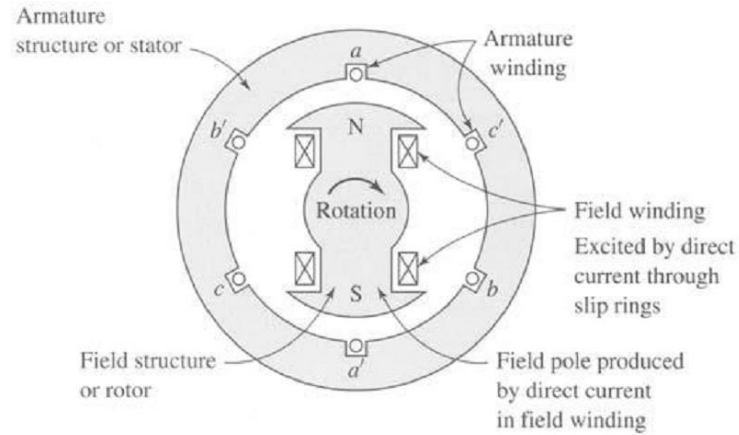 Armature
structure or stator
a
Armature
winding
b′
c′
N
Rotation
Field winding
Excited by direct
current through
slip rings
c
S
b
a′
Field structure
or rotor
Field pole produced
by direct current
in field winding